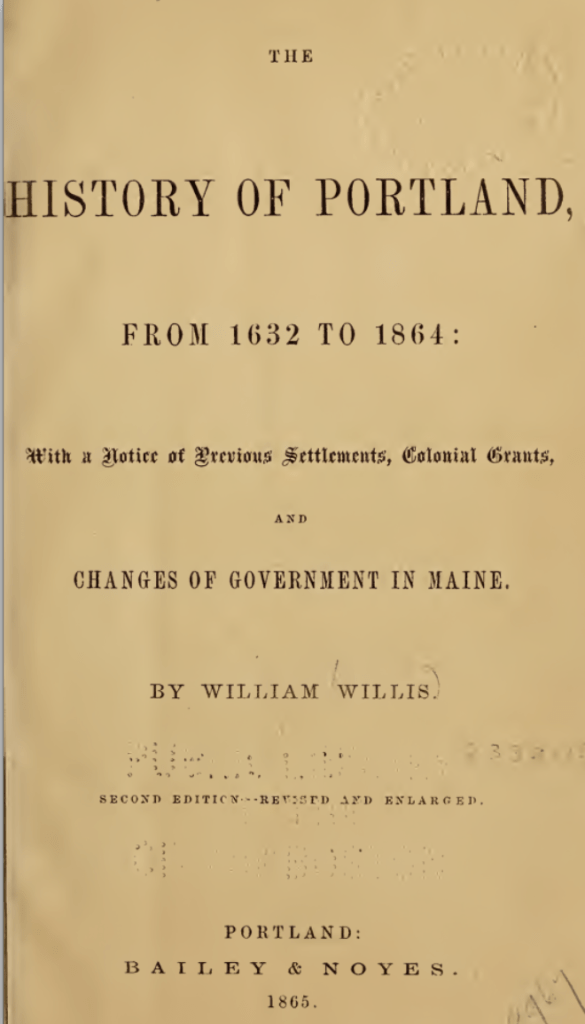 THE
HISTORY OF PORTLAND,
FROM 1632 TO 1864:
With a Notice of Previous Settlements, Colonial Grants,
AND
CHANGES OF GOVERNMENT IN MAINE.
BY WILLIAM WILLIS.
SECOND EDITION---REVISED AND ENLARGED.
PORTLAND:
BAILEY & NOYES.
1865.